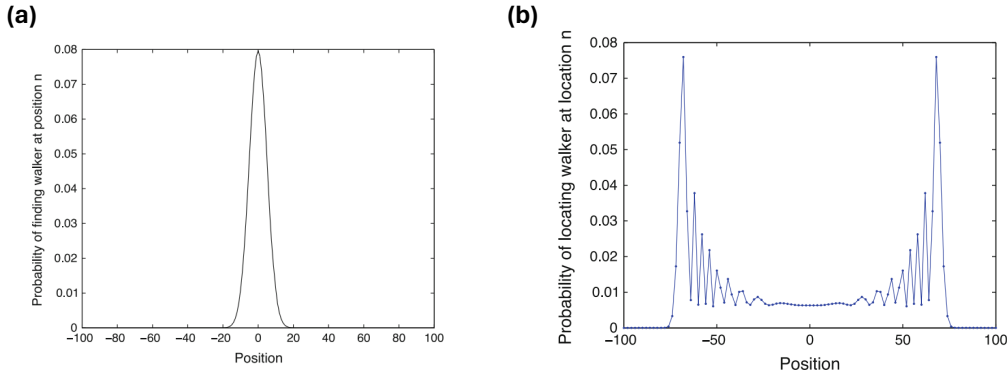 (a)
Probability of finding walker at position n
0.08
0.07
0.06
0.05
0.04
0.03
0.02
0.01
0
−100 −80 −60 −40 −20 0 20 40 60 80 100
Position
(b)
Probability of locating walker at location n
0.08
0.07
0.06
0.05
0.04
0.03
0.02
0.01
0
−100 −50 0 50 100
Position